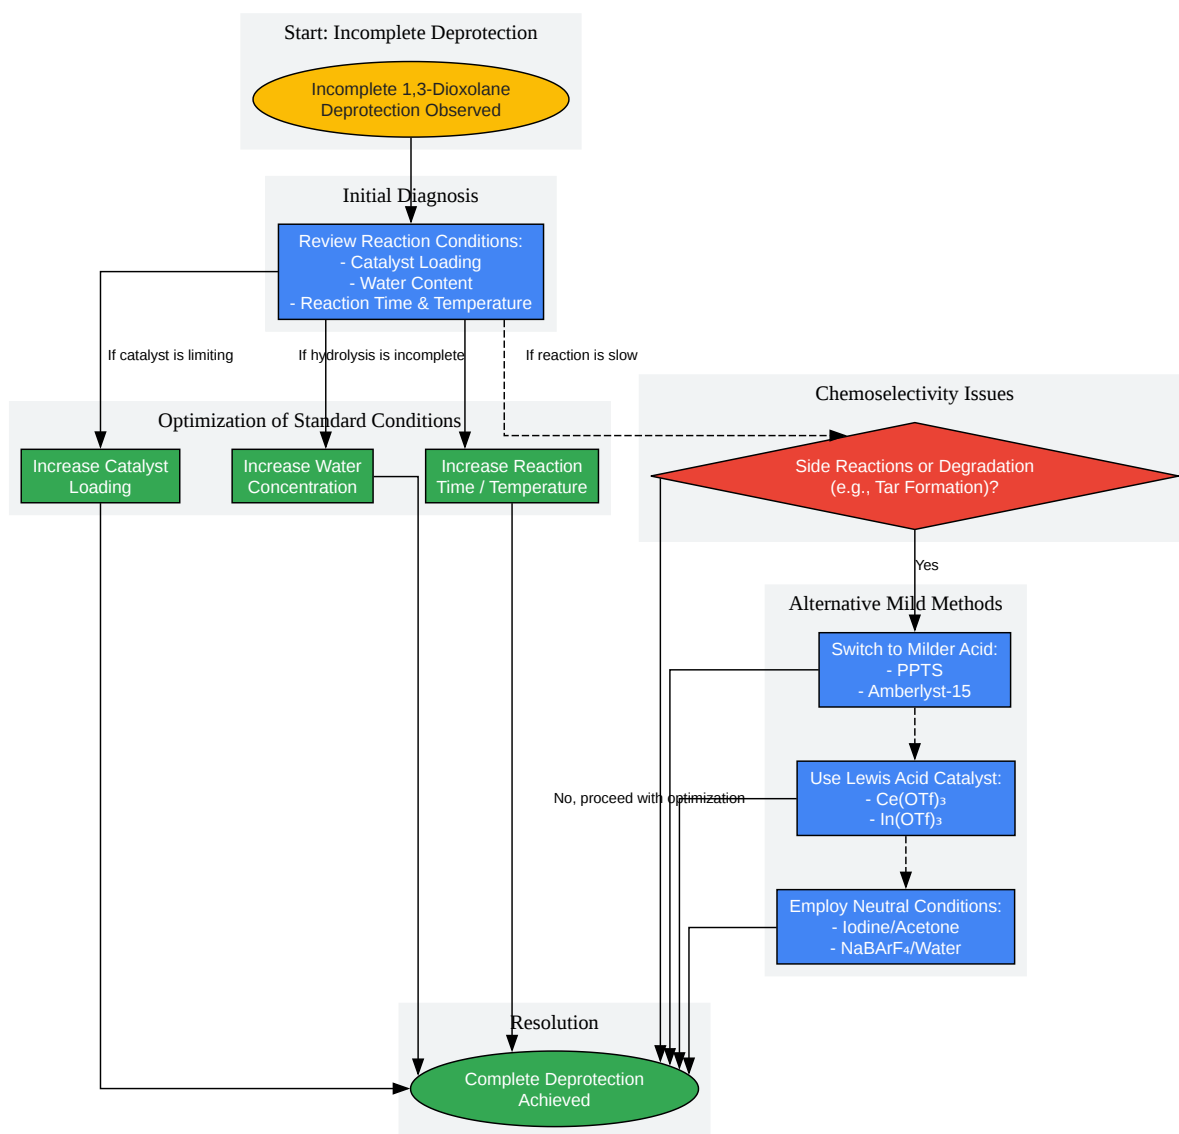 Start: Incomplete Deprotection
Incomplete 1,3-Dioxolane
Deprotection Observed
Initial Diagnosis
Review Reaction Conditions:
- Catalyst Loading
- Water Content
- Reaction Time & Temperature
If catalyst is limiting
If hydrolysis is incomplete
If reaction is slow
Optimization of Standard Conditions
Increase Catalyst
Loading
Increase Water
Concentration
Increase Reaction
Time / Temperature
Chemoselectivity Issues
Side Reactions or Degradation
(e.g., Tar Formation)?
Yes
Alternative Mild Methods
Switch to Milder Acid:
- PPTS
- Amberlyst-15
Use Lewis Acid Catalyst:
- Ce(OTf)₃
- In(OTf)₃
No, proceed with optimization
Employ Neutral Conditions:
- Iodine/Acetone
- NaBArF₄/Water
Resolution
Complete Deprotection
Achieved